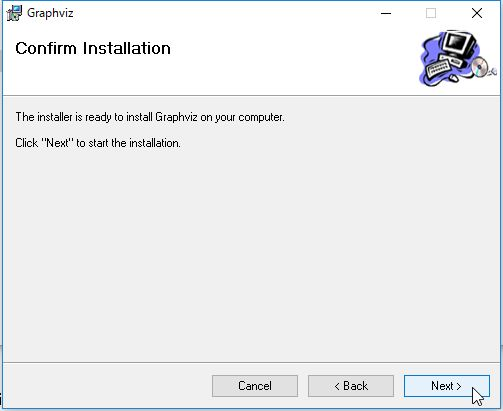 Graphviz
Confirm Installation
The installer is ready to install Graphviz on your computer.
Click "Next" to start the installation.
Cancel
< Back
Next >